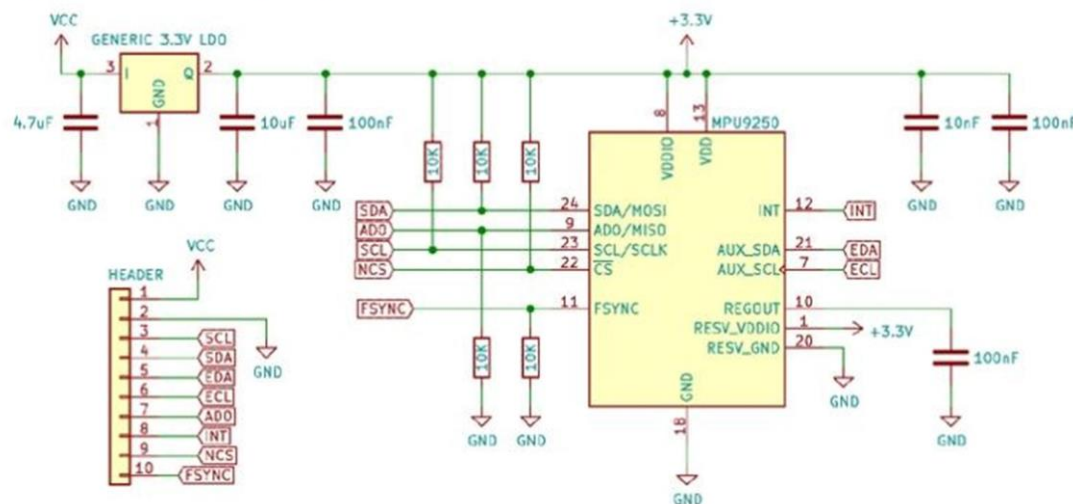 VCC
GENERIC 3.3V LDO
3 I Q 2
GND
1
4.7uF
10uF
100nF
GND
GND
GND
GND
+3.3V
10K
10K
10K
8
13
VDDIO
VDD
MPU9250
10nF
100nF
GND
GND
SDA 24 SDA/MOSI
ADO 9 ADO/MISO
SCL 23 SCL/SCLK
NCS 22 CS
FSYNC 11 FSYNC
INT 12 INT
AUX_SDA 21 EDA
AUX_SCL 7 ECL
REGOUT 10
RESV_VDDIO 1 +3.3V
RESV_GND 20
GND
100nF
GND
10K
10K
GND
GND
GND
18
GND
HEADER
VCC
1
2
GND
3 SCL
4 SDA
5 EDA
6 ECL
7 ADO
8 INT
9 NCS
10 FSYNC